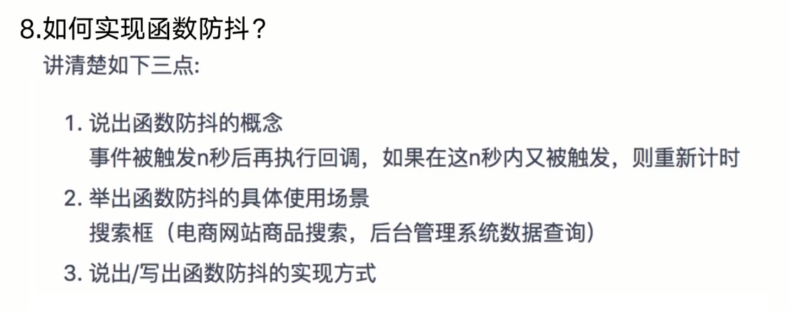 8.如何实现函数防抖？
讲清楚如下三点:
1. 说出函数防抖的概念
事件被触发n秒后再执行回调，如果在这n秒内又被触发，则重新计时
2. 举出函数防抖的具体使用场景
搜索框（电商网站商品搜索，后台管理系统数据查询）
3. 说出/写出函数防抖的实现方式